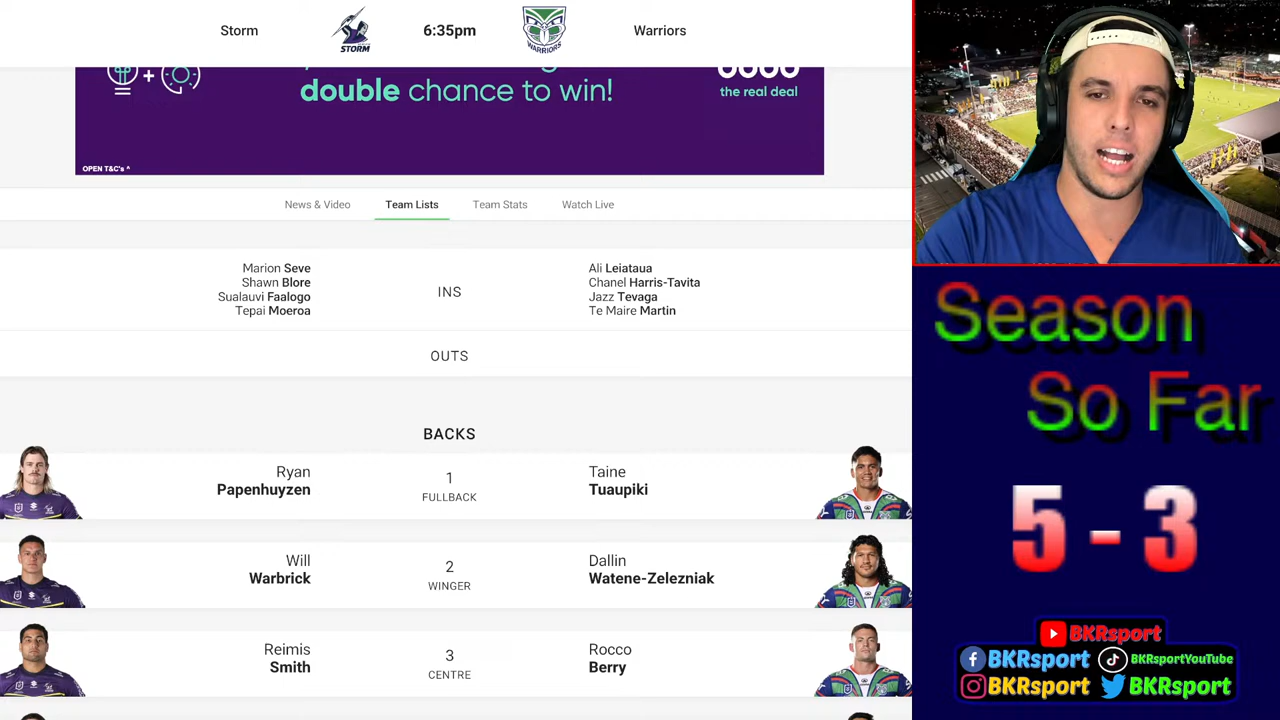 Storm
STORM
6:35pm
WARRIORS
Warriors
double chance to win!
the real deal
OPEN T&C's ^
News & Video
Team Lists
Team Stats
Watch Live
Marion Seve
Shawn Blore
Sualauvi Faalogo
Tepai Moeroa
INS
Ali Leiataua
Chanel Harris-Tavita
Jazz Tevaga
Te Maire Martin
OUTS
BACKS
Ryan
Papenhuyzen
1
FULLBACK
Taine
Tuaupiki
Will
Warbrick
2
WINGER
Dallin
Watene-Zelezniak
Reimis
Smith
3
CENTRE
Rocco
Berry
Season
So Far
5 - 3
BKRsport
BKRsport
BKRsportYouTube
BKRsport
BKRsport